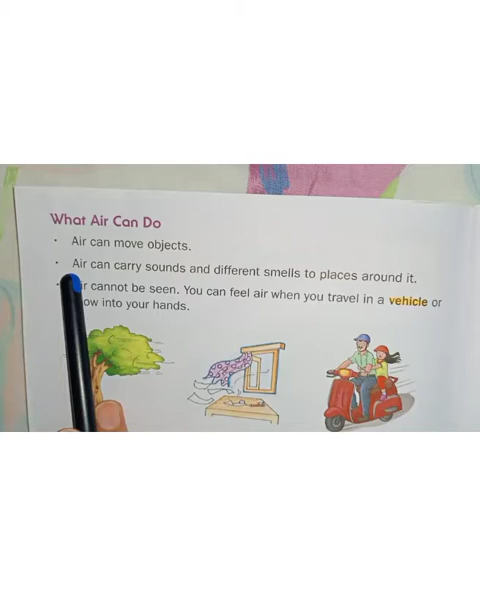 What Air Can Do
• Air can move objects.
• Air can carry sounds and different smells to places around it.
cannot be seen. You can feel air when you travel in a vehicle or
into your hands.